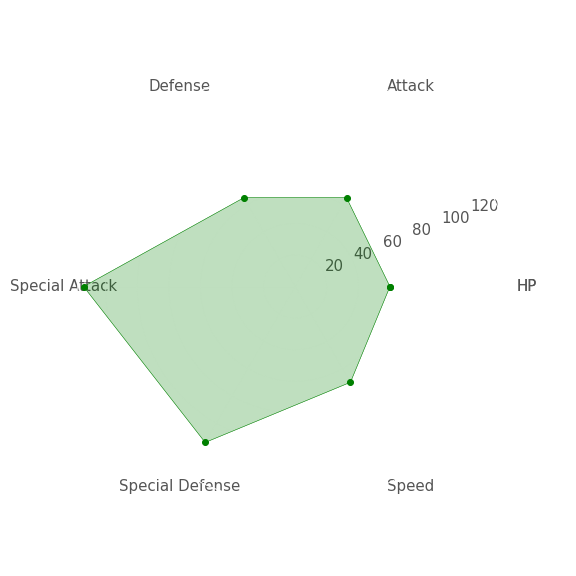 Defense
Attack
120
100
80
60
40
20
Special Attack
HP
Special Defense
Speed